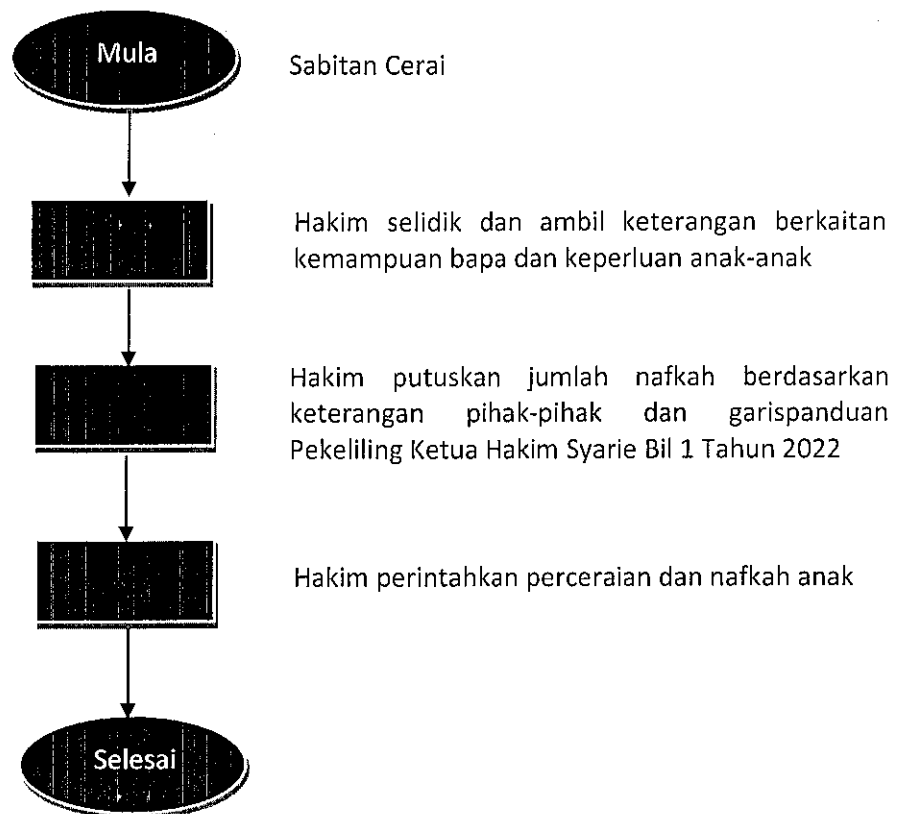 Mula
Sabitan Cerai
Hakim selidik dan ambil keterangan berkaitan
kemampuan bapa dan keperluan anak-anak
Hakim putuskan jumlah nafkah berdasarkan
keterangan pihak-pihak dan garispanduan
Pekeliling Ketua Hakim Syarie Bil 1 Tahun 2022
Hakim perintahkan perceraian dan nafkah anak
Selesai